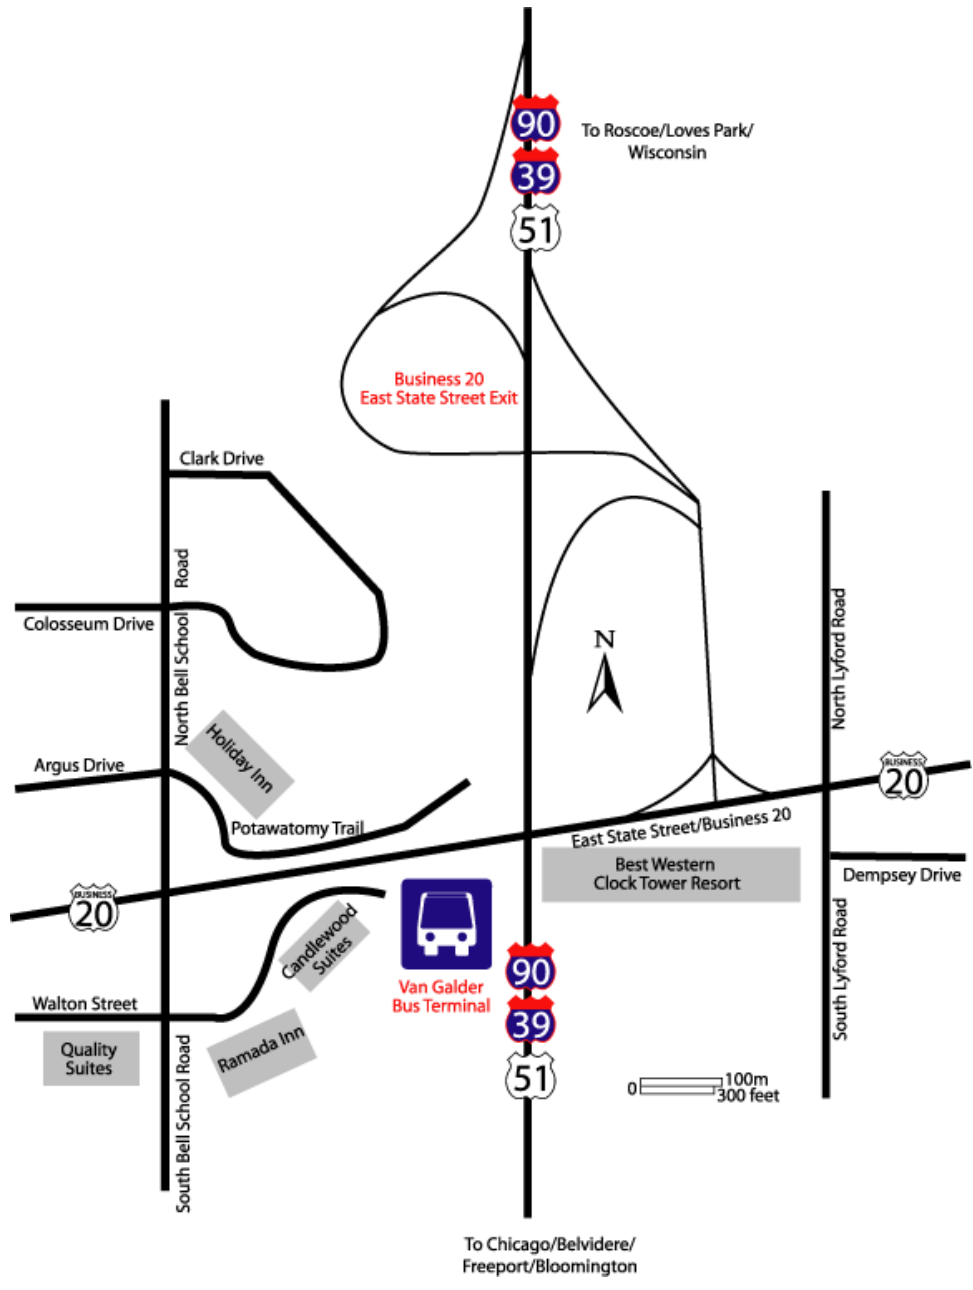 90
39
51
To Roscoe/Loves Park/
Wisconsin
Business 20
East State Street Exit
Clark Drive
North Bell School Road
Colosseum Drive
N
North Lyford Road
Holiday Inn
Argus Drive
BUSINESS
20
Potawatomy Trail
East State Street/Business 20
Best Western
Clock Tower Resort
Dempsey Drive
BUSINESS
20
Candlewood
Suites
South Lyford Road
90
39
51
Van Galder
Bus Terminal
Walton Street
Quality
Suites
Ramada Inn
South Bell School Road
0
100m
300 feet
To Chicago/Belvidere/
Freeport/Bloomington